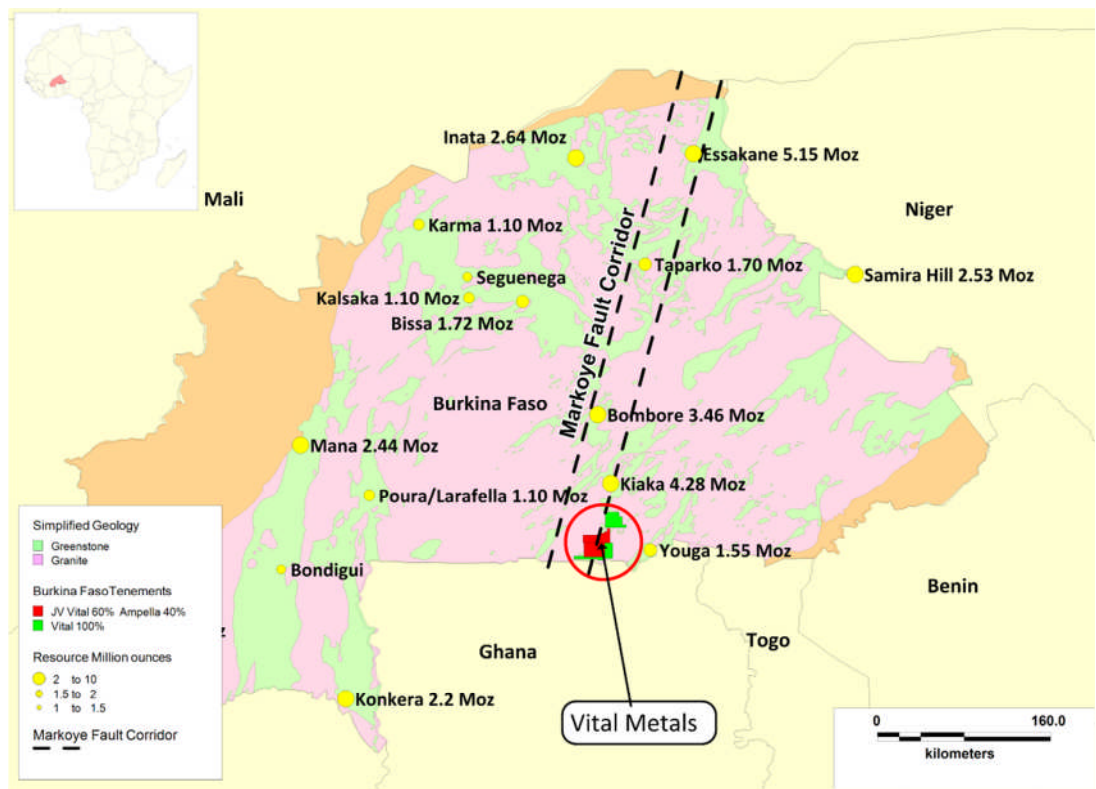 Inata 2.64 Moz
Essakane 5.15 Moz
Mali
Niger
Karma 1.10 Moz
Markoye Fault Corridor
Taparko 1.70 Moz
Samira Hill 2.53 Moz
Seguenega
Kalsaka 1.10 Moz
Bissa 1.72 Moz
Burkina Faso
Bombore 3.46 Moz
Mana 2.44 Moz
Kiaka 4.28 Moz
Poura/Larafella 1.10 Moz
Youga 1.55 Moz
Bondigui
Benin
Togo
Ghana
Konkera 2.2 Moz
Vital Metals
Simplified Geology
Greenstone
Granite
Burkina FasoTenements
JV Vital 60% Ampella 40%
Vital 100%
Resource Million ounces
2 to 10
1.5 to 2
1 to 1.5
Markoye Fault Corridor
0 160.0
kilometers